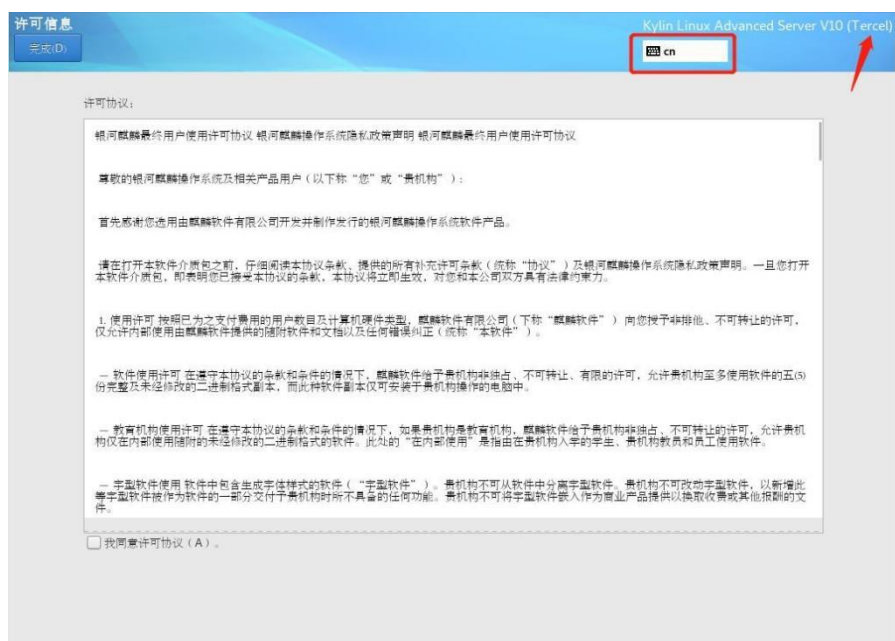 许可信息
Kylin Linux Advanced Server V10 (Tercel)
完成(D)
cn
许可协议：
银河麒麟最终用户使用许可协议 银河麒麟操作系统隐私政策声明 银河麒麟最终用户使用许可协议
尊敬的银河麒麟操作系统及相关产品用户（以下称“您”或“贵机构”）：
首先感谢您选用由麒麟软件有限公司开发并制作发行的银河麒麟操作系统软件产品。
请在打开本软件介质包之前，仔细阅读本协议条款、提供的所有补充许可条款（统称“协议”）及银河麒麟操作系统隐私政策声明。一旦您打开
本软件介质包，即表明您已接受本协议的条款，本协议将立即生效，对您和本公司双方具有法律约束力。
1. 使用许可 按照已为之支付费用的用户数目及计算机硬件类型，麒麟软件有限公司（下称“麒麟软件”） 向您授予非排他、不可转让的许可，
仅允许内部使用由麒麟软件提供的随附软件和文档以及任何错误纠正（统称“本软件”）。
— 软件使用许可 在遵守本协议的条款和条件的情况下，麒麟软件给予贵机构非独占、不可转让、有限的许可，允许贵机构至多使用软件的五(5)
份完整及未经修改的二进制格式副本，而此种软件副本仅可安装于贵机构操作的电脑中。
— 教育机构使用许可 在遵守本协议的条款和条件的情况下，如果贵机构是教育机构，麒麟软件给予贵机构非独占、不可转让的许可，允许贵机
构仅在内部使用随附的未经修改的二进制格式的软件。此处的“在内部使用”是指由在贵机构入学的学生、贵机构教员和员工使用软件。
— 字型软件使用 软件中包含生成字体样式的软件（“字型软件”）。贵机构不可从软件中分离字型软件。贵机构不可改动字型软件，以新增此
等字型软件被作为软件的一部分交付予贵机构时所不具备的任何功能。贵机构不可将字型软件嵌入作为商业产品提供以换取收费或其他报酬的文
件。
我同意许可协议（A）。